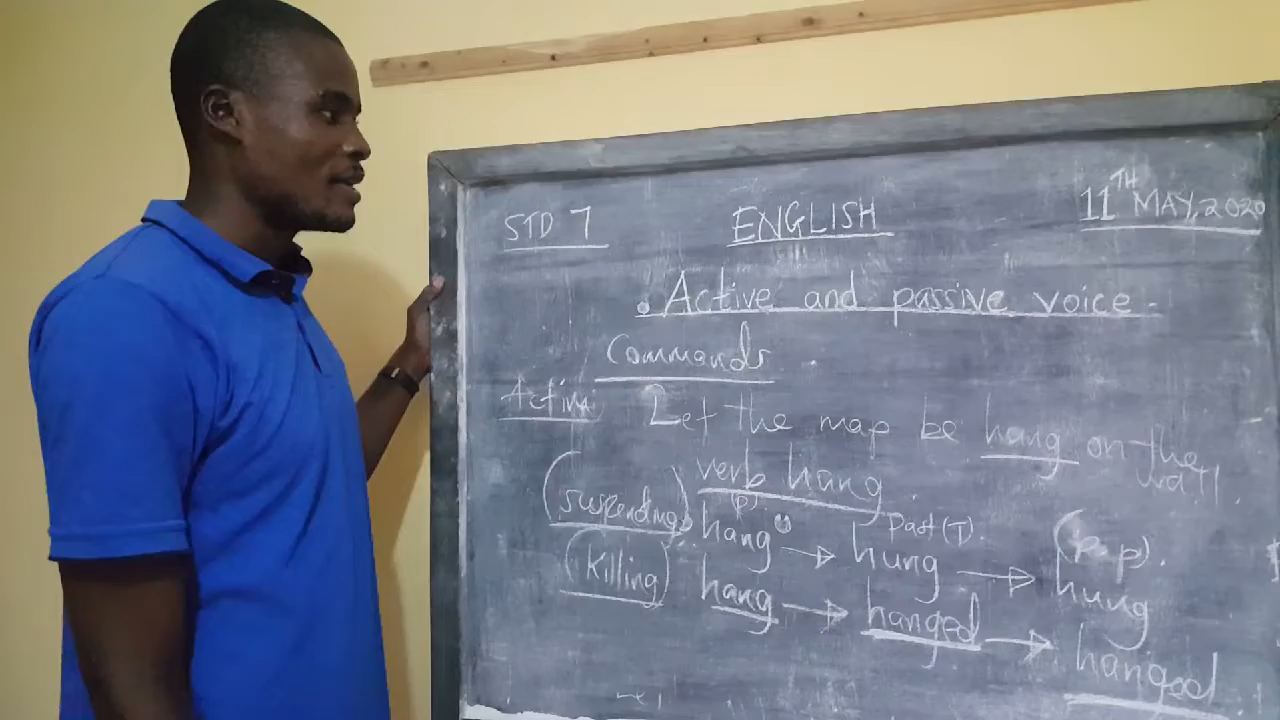 STD 7 ENGLISH 11TH MAY, 2020
• Active and passive voice -
Commands
Active Let the map be hang on the
wall.
verb hang.
(suspending) hang → hung → hung
Past (T). (p.p).
(killing) hang → hanged → hanged